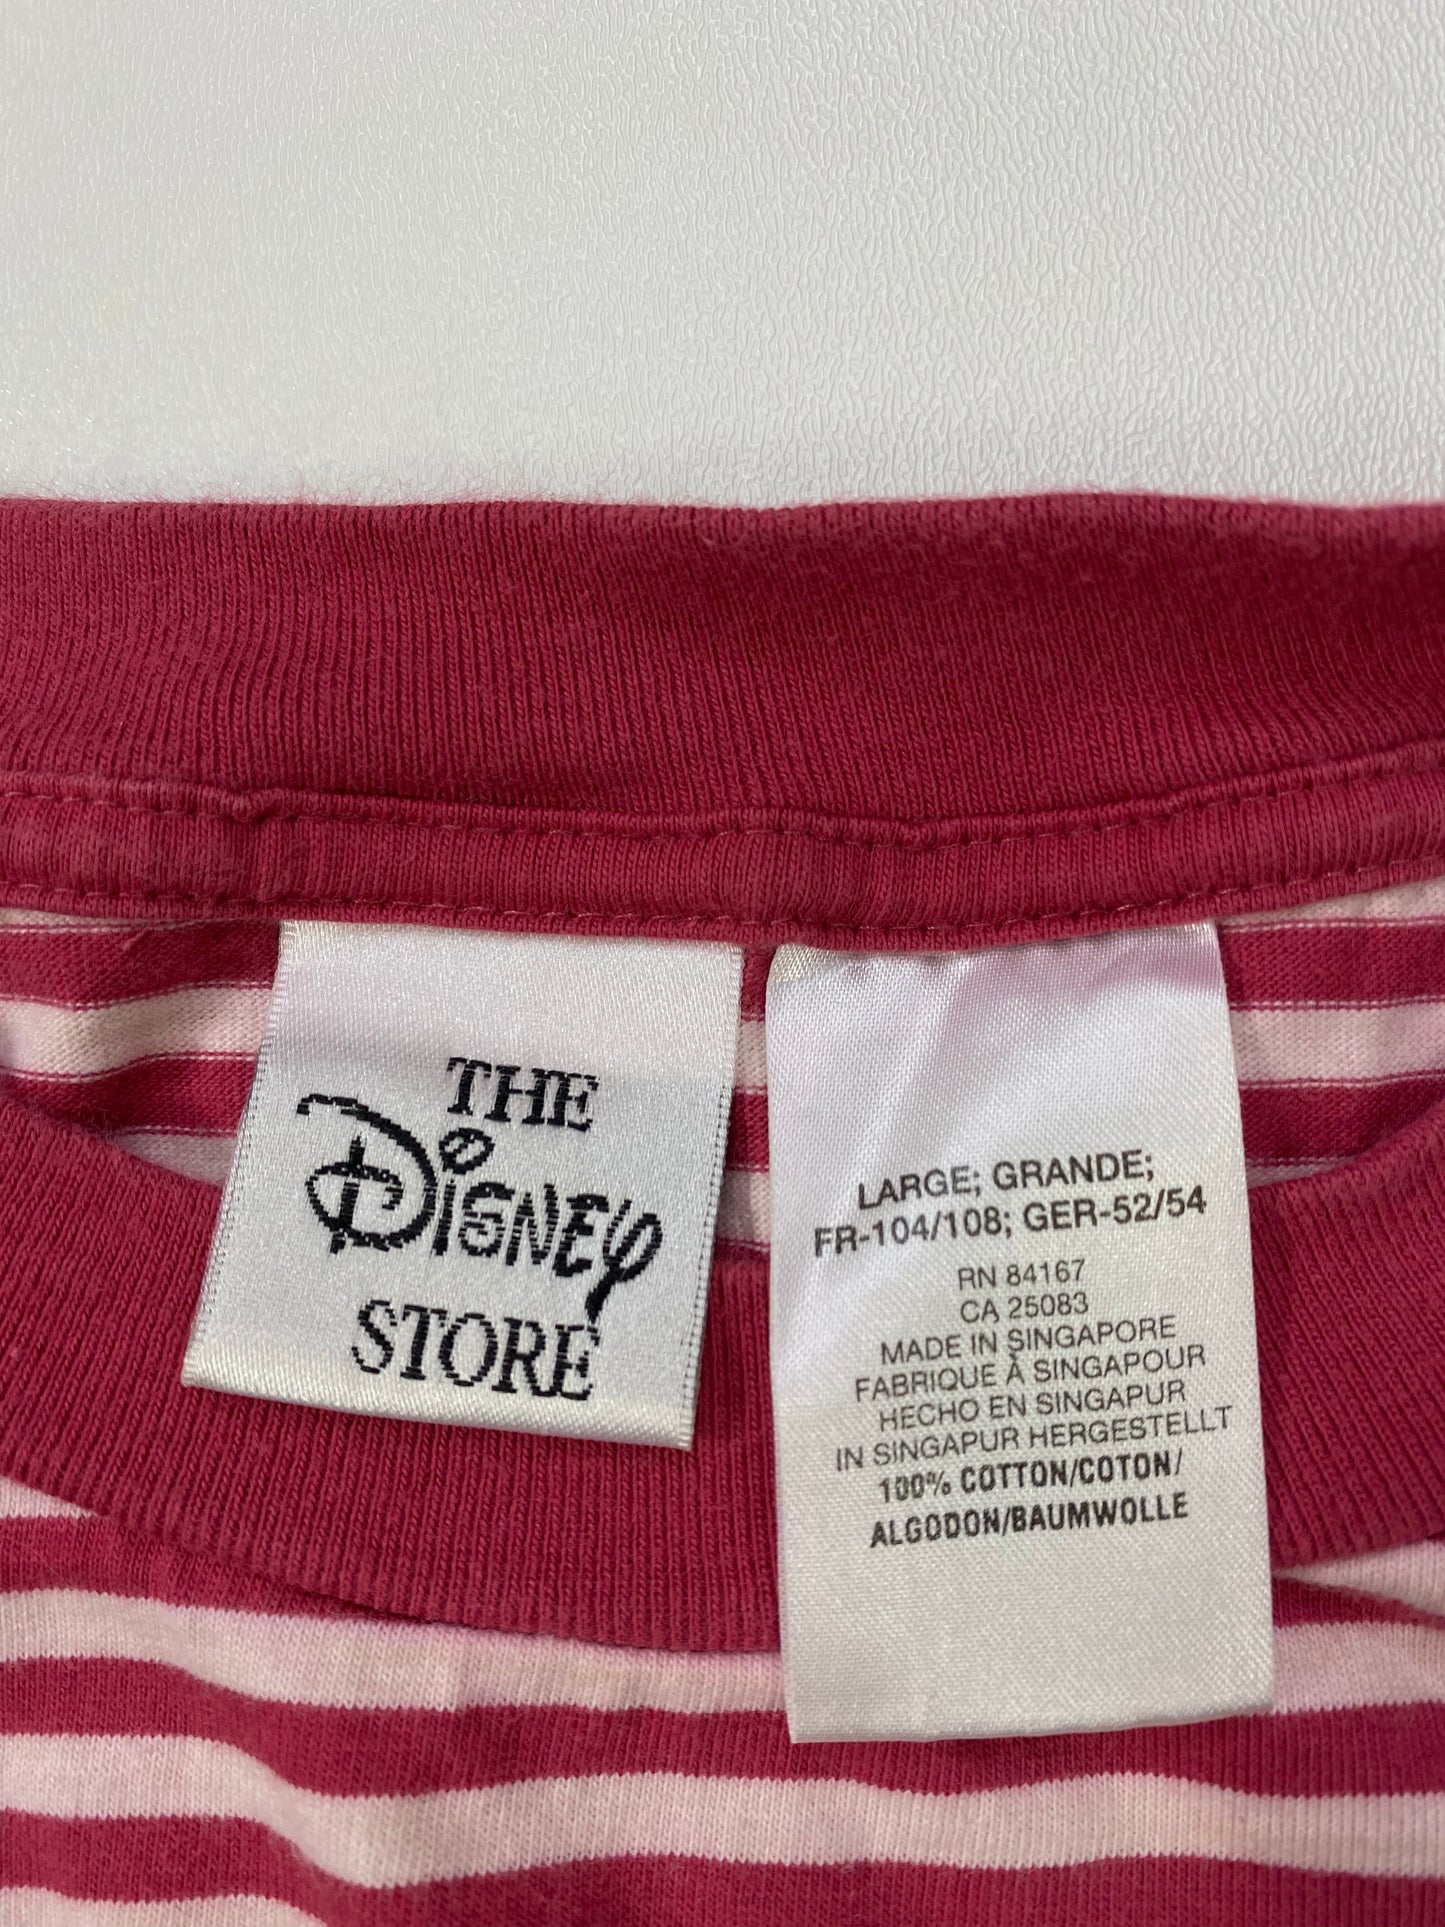 THE
Disney
STORE
LARGE; GRANDE;
FR-104/108; GER-52/54
RN 84167
CA 25083
MADE IN SINGAPORE
FABRIQUE À SINGAPOUR
HECHO EN SINGAPUR
IN SINGAPUR HERGESTELLT
100% COTTON/COTON/
ALGODON/BAUMWOLLE